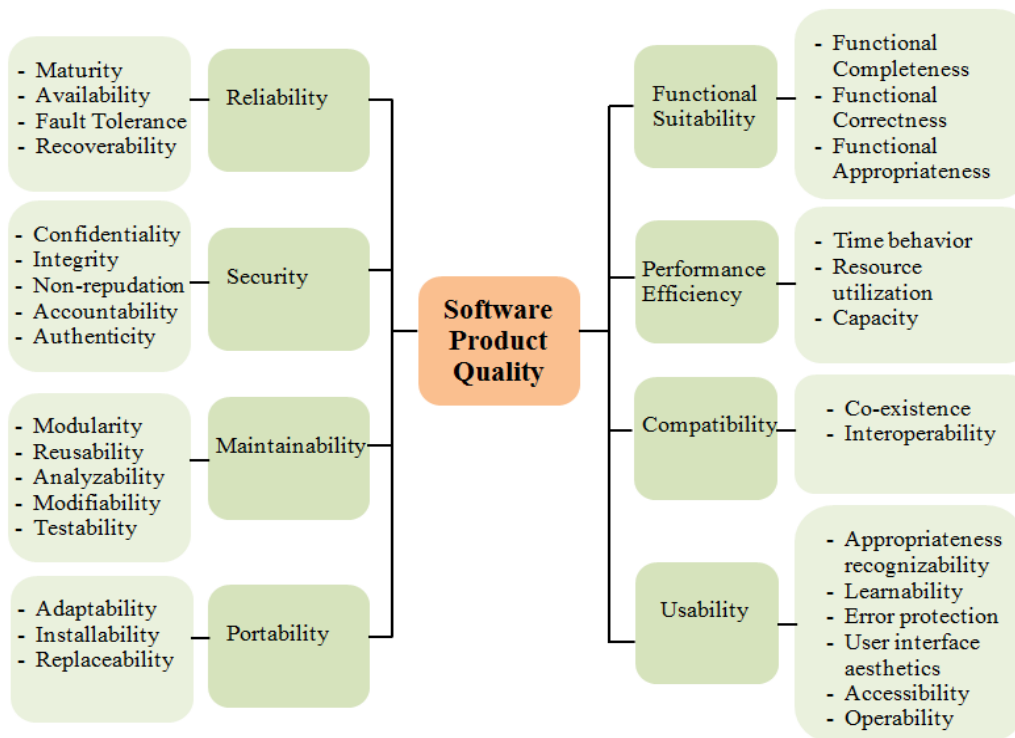 - Maturity
- Availability
- Fault Tolerance
- Recoverability
Reliability
- Confidentiality
- Integrity
- Non-repudation
- Accountability
- Authenticity
Security
- Modularity
- Reusability
- Analyzability
- Modifiability
- Testability
Maintainability
- Adaptability
- Installability
- Replaceability
Portability
Software
Product
Quality
Functional
Suitability
- Functional
Completeness
- Functional
Correctness
- Functional
Appropriateness
Performance
Efficiency
- Time behavior
- Resource
utilization
- Capacity
Compatibility
- Co-existence
- Interoperability
Usability
- Appropriateness
recognizability
- Learnability
- Error protection
- User interface
aesthetics
- Accessibility
- Operability